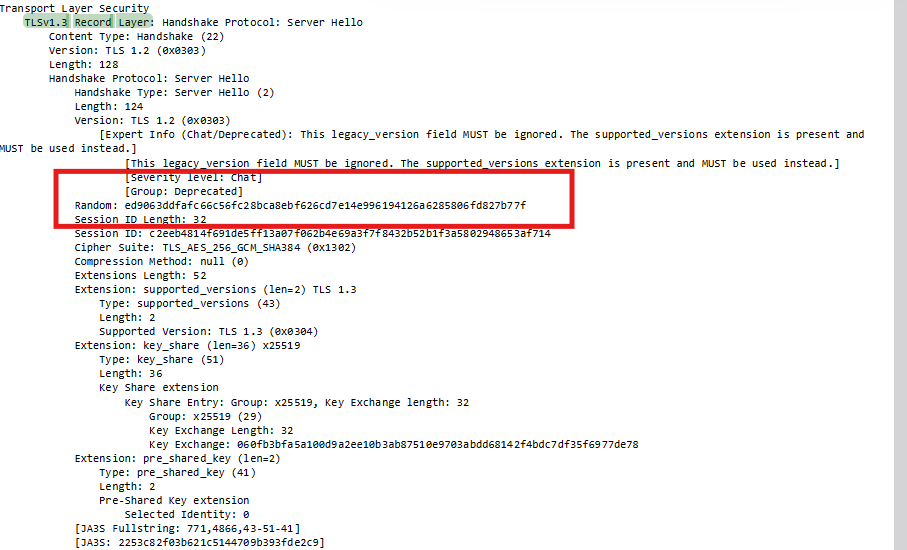 Transport Layer Security
TLSv1.3 Record Layer: Handshake Protocol: Server Hello
Content Type: Handshake (22)
Version: TLS 1.2 (0x0303)
Length: 128
Handshake Protocol: Server Hello
Handshake Type: Server Hello (2)
Length: 124
Version: TLS 1.2 (0x0303)
[Expert Info (Chat/Deprecated): This legacy_version field MUST be ignored. The supported_versions extension is present and
MUST be used instead.]
[This legacy_version field MUST be ignored. The supported_versions extension is present and MUST be used instead.]
[Severity level: Chat]
[Group: Deprecated]
Random: ed9063ddfafc66c56fc28bca8ebf626cd7e14e996194126a6285806fd827b77f
Session ID Length: 32
Session ID: c2eeb4814f691de5ff13a07f062b4e69a3f7f8432b52b1f3a5802948653af714
Cipher Suite: TLS_AES_256_GCM_SHA384 (0x1302)
Compression Method: null (0)
Extensions Length: 52
Extension: supported_versions (len=2) TLS 1.3
Type: supported_versions (43)
Length: 2
Supported Version: TLS 1.3 (0x0304)
Extension: key_share (len=36) x25519
Type: key_share (51)
Length: 36
Key Share extension
Key Share Entry: Group: x25519, Key Exchange length: 32
Group: x25519 (29)
Key Exchange Length: 32
Key Exchange: 060fb3bfa5a100d9a2ee10b3ab87510e9703abdd68142f4bdc7df35f6977de78
Extension: pre_shared_key (len=2)
Type: pre_shared_key (41)
Length: 2
Pre-Shared Key extension
Selected Identity: 0
[JA3S Fullstring: 771,4866,43-51-41]
[JA3S: 2253c82f03b621c5144709b393fde2c9]